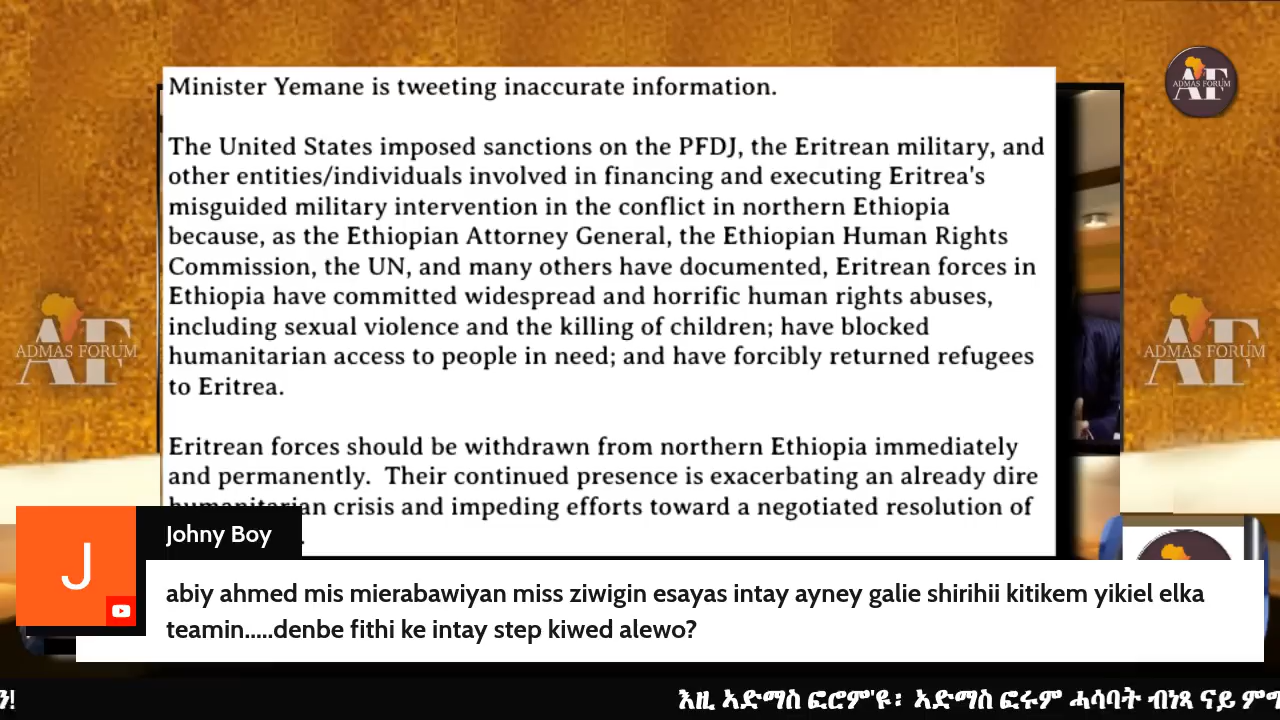 Minister Yemane is tweeting inaccurate information.
The United States imposed sanctions on the PFDJ, the Eritrean military, and
other entities/individuals involved in financing and executing Eritrea's
misguided military intervention in the conflict in northern Ethiopia
because, as the Ethiopian Attorney General, the Ethiopian Human Rights
Commission, the UN, and many others have documented, Eritrean forces in
Ethiopia have committed widespread and horrific human rights abuses,
including sexual violence and the killing of children; have blocked
humanitarian access to people in need; and have forcibly returned refugees
to Eritrea.
Eritrean forces should be withdrawn from northern Ethiopia immediately
and permanently. Their continued presence is exacerbating an already dire
humanitarian crisis and impeding efforts toward a negotiated resolution of
AF
ADMAS FORUM
AF
ADMAS FORUM
AF
ADMAS FORUM
J
Johny Boy
abiy ahmed mis mierabawiyan miss ziwigin esayas intay ayney galie shirihii kitikem yikiel elka
teamin.....denbe fithi ke intay step kiwed alewo?
እዚ ኣድማስ ፎሮም'ዩ፡ ኣድማስ ፎሩም ሓሳባት ብነጻ ናይ